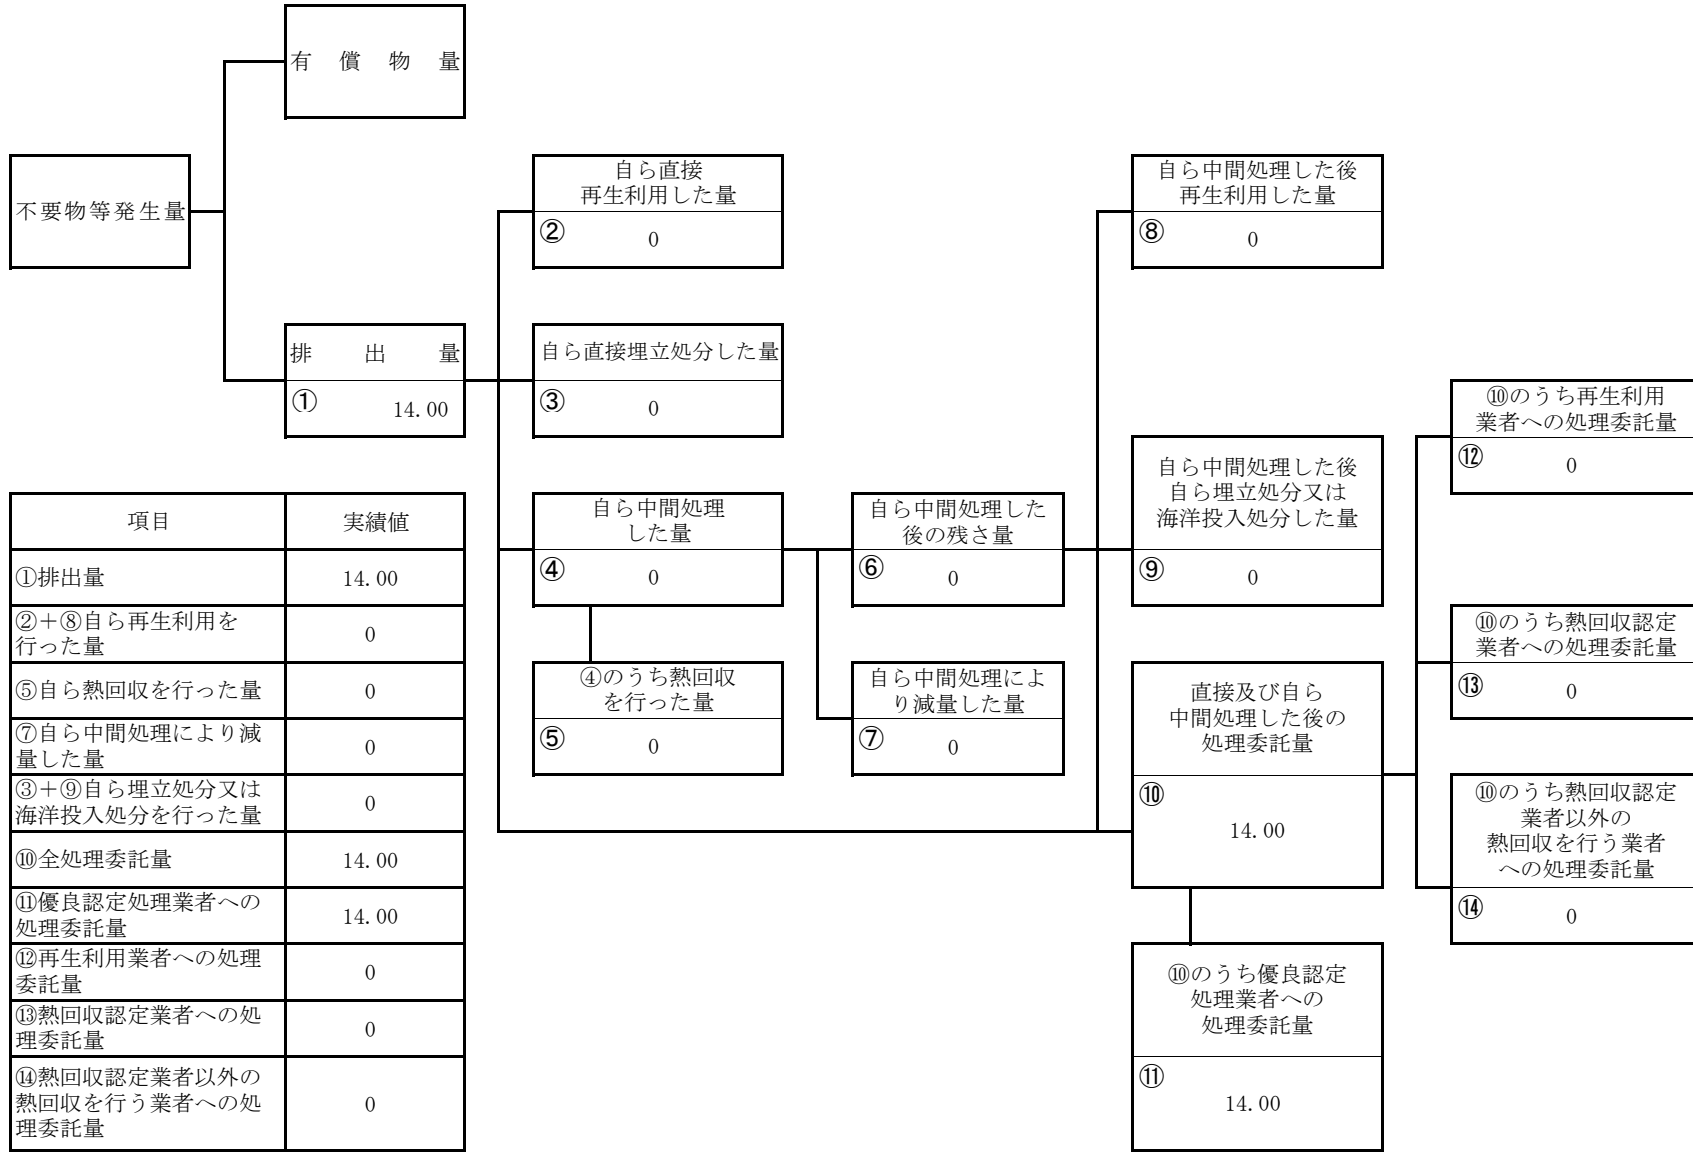 有償物量
不要物等発生量
排出量
① 14.00
自ら直接
再生利用した量
② 0
自ら直接埋立処分した量
③ 0
自ら中間処理
した量
④ 0
④のうち熱回収
を行った量
⑤ 0
自ら中間処理した
後の残さ量
⑥ 0
自ら中間処理によ
り減量した量
⑦ 0
自ら中間処理した後
再生利用した量
⑧ 0
自ら中間処理した後
自ら埋立処分又は
海洋投入処分した量
⑨ 0
直接及び自ら
中間処理した後の
処理委託量
⑩
14.00
⑩のうち優良認定
処理業者への
処理委託量
⑪
14.00
⑩のうち再生利用
業者への処理委託量
⑫ 0
⑩のうち熱回収認定
業者への処理委託量
⑬ 0
⑩のうち熱回収認定
業者以外の
熱回収を行う業者
への処理委託量
⑭ 0
項目 実績値
①排出量 14.00
②+⑧自ら再生利用を
行った量 0
⑤自ら熱回収を行った量 0
⑦自ら中間処理により減
量した量 0
③+⑨自ら埋立処分又は
海洋投入処分を行った量 0
⑩全処理委託量 14.00
⑪優良認定処理業者への
処理委託量 14.00
⑫再生利用業者への処理
委託量 0
⑬熱回収認定業者への処
理委託量 0
⑭熱回収認定業者以外の
熱回収を行う業者への処
理委託量 0